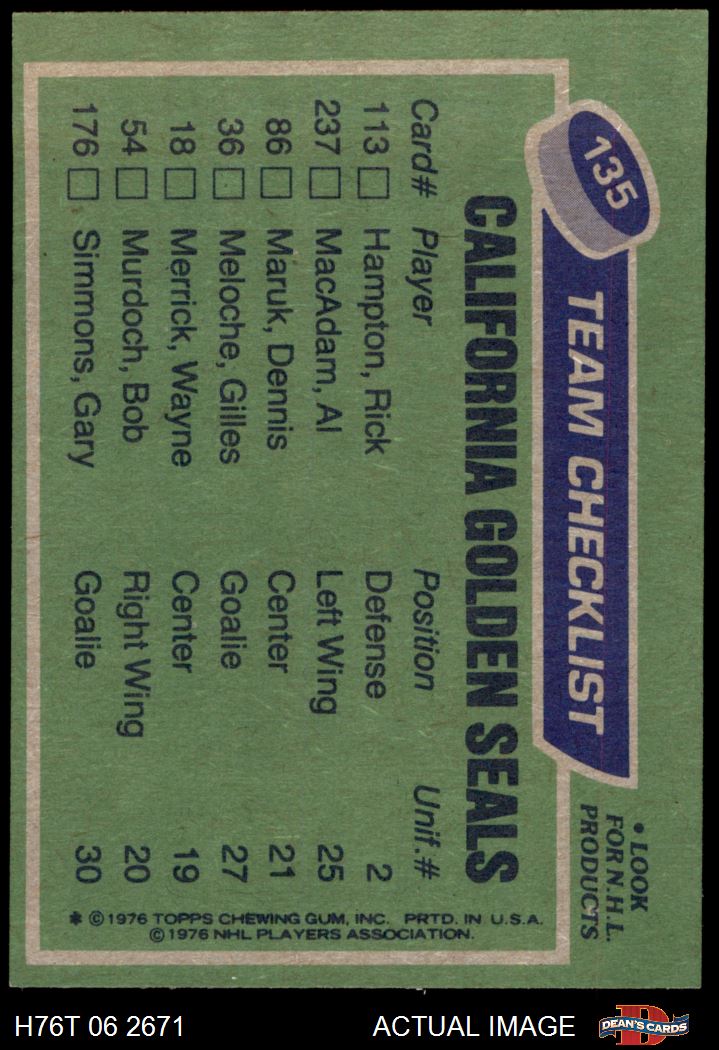 135
TEAM CHECKLIST
• LOOK
FOR N.H.L.
PRODUCTS
CALIFORNIA GOLDEN SEALS
Card# Player Position Unif.#
113 Hampton, Rick Defense 2
237 MacAdam, Al Left Wing 25
86 Maruk, Dennis Center 21
36 Meloche, Gilles Goalie 27
18 Merrick, Wayne Center 19
54 Murdoch, Bob Right Wing 20
176 Simmons, Gary Goalie 30
* © 1976 TOPPS CHEWING GUM, INC. PRTD. IN U.S.A.
© 1976 NHL PLAYERS ASSOCIATION.
H76T 06 2671 ACTUAL IMAGE
D
DEAN'S CARDS